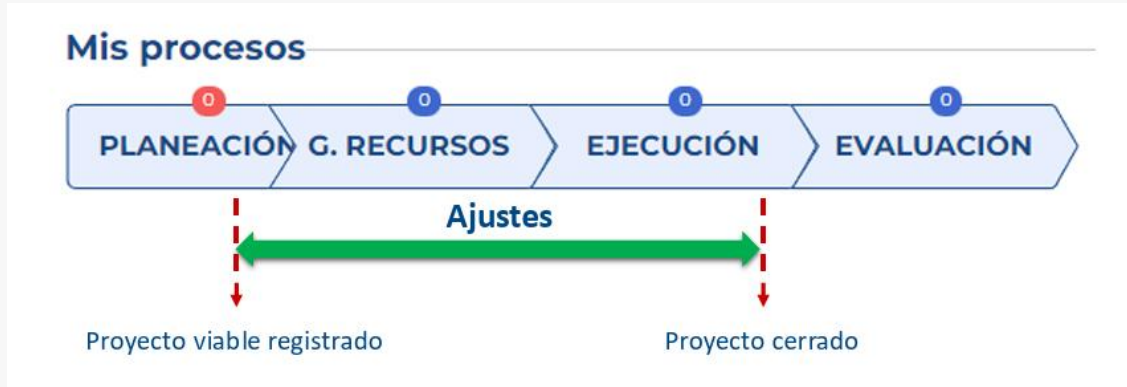 Mis procesos
0 0 0 0
PLANEACIÓN G. RECURSOS EJECUCIÓN EVALUACIÓN
Ajustes
Proyecto viable registrado Proyecto cerrado